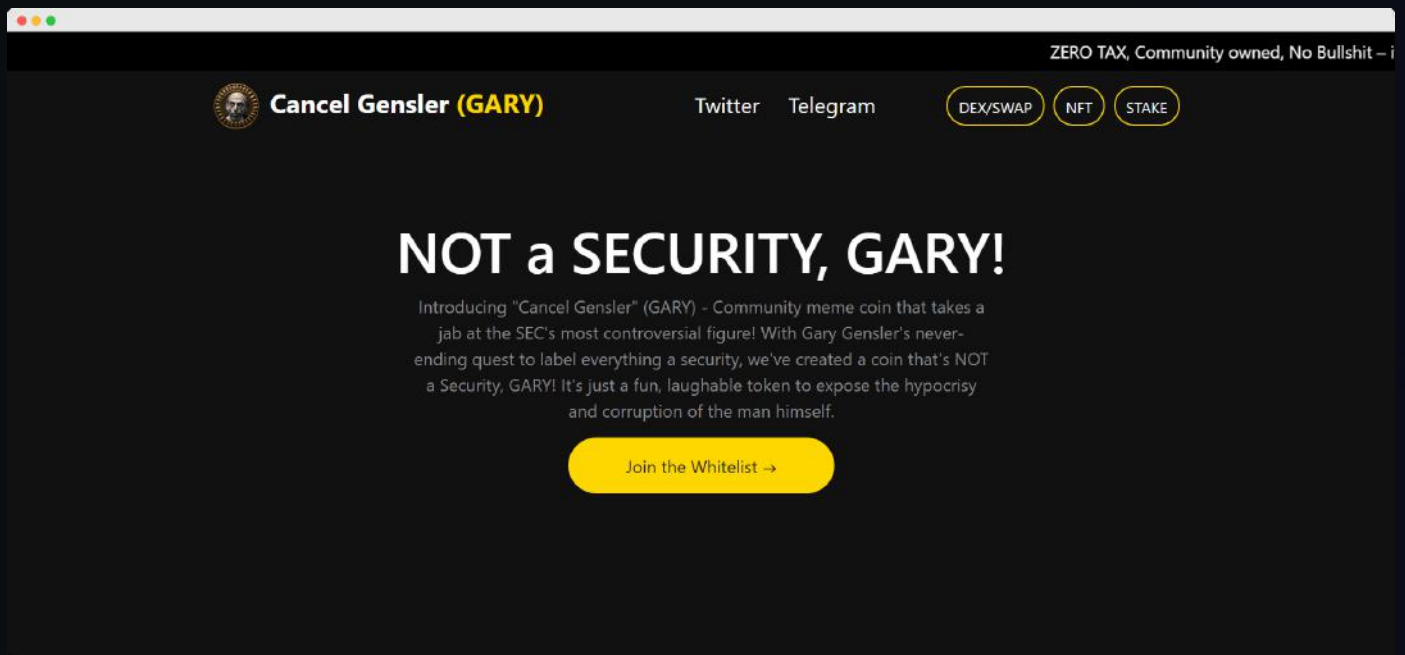 ZERO TAX, Community owned, No Bullshit – i
Cancel Gensler (GARY)
Twitter
Telegram
DEX/SWAP
NFT
STAKE
NOT a SECURITY, GARY!
Introducing "Cancel Gensler" (GARY) - Community meme coin that takes a
jab at the SEC's most controversial figure! With Gary Gensler's never-
ending quest to label everything a security, we've created a coin that's NOT
a Security, GARY! It's just a fun, laughable token to expose the hypocrisy
and corruption of the man himself.
Join the Whitelist →